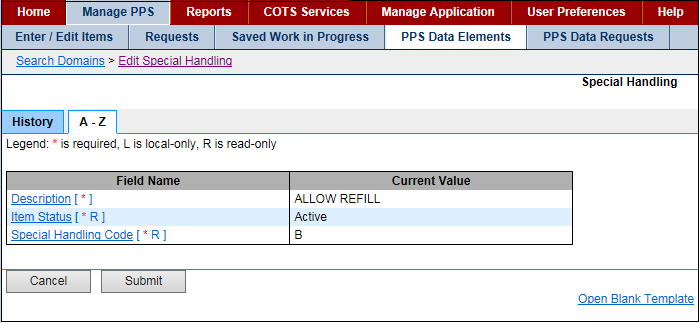 Home Manage PPS Reports COTS Services Manage Application User Preferences Help
Enter / Edit Items Requests Saved Work in Progress PPS Data Elements PPS Data Requests
Search Domains > Edit Special Handling
Special Handling
History A - Z
Legend: * is required, L is local-only, R is read-only
Field Name Current Value
Description [ * ] ALLOW REFILL
Item Status [ * R ] Active
Special Handling Code [ * R ] B
Cancel Submit
Open Blank Template